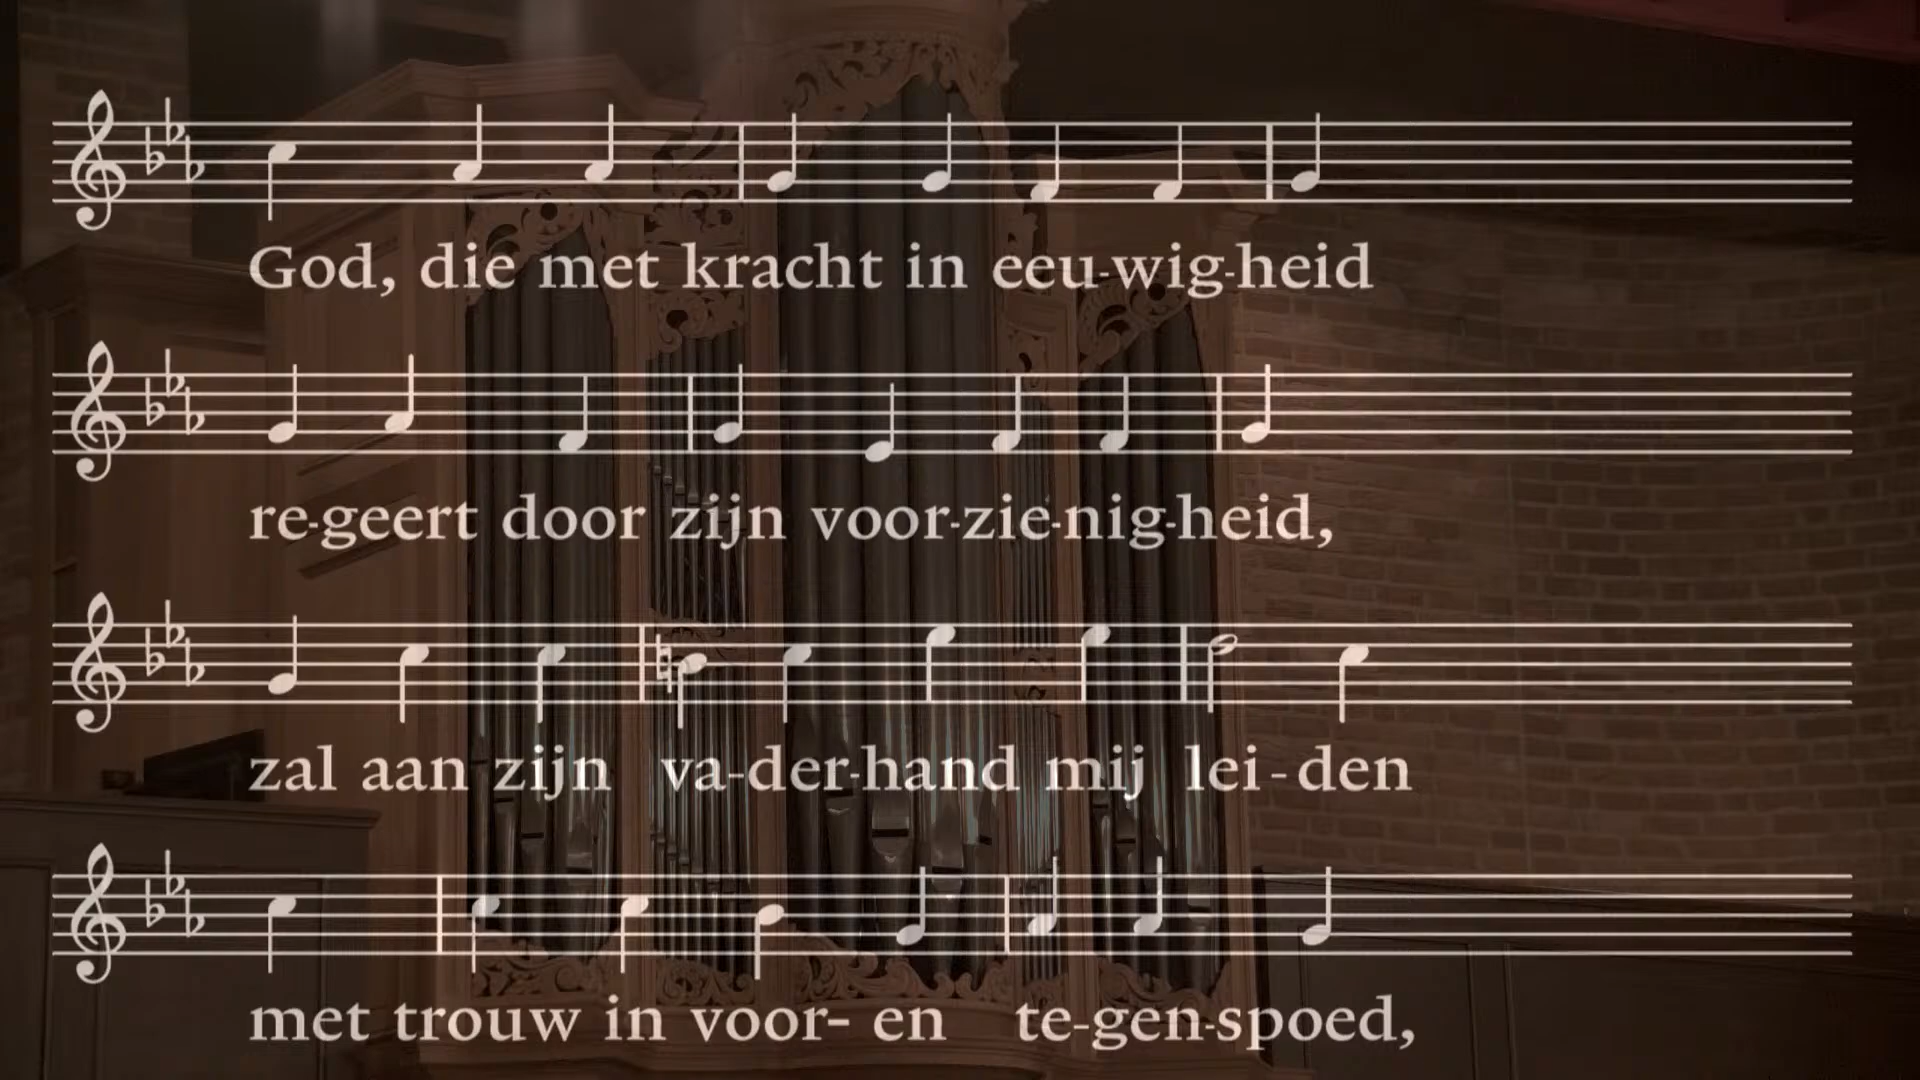 God, die met kracht in eeu-wig-heid
re-geert door zijn voor-zie-nig-heid,
zal aan zijn va-der-hand mij lei-den
met trouw in voor- en te-gen-spoed,